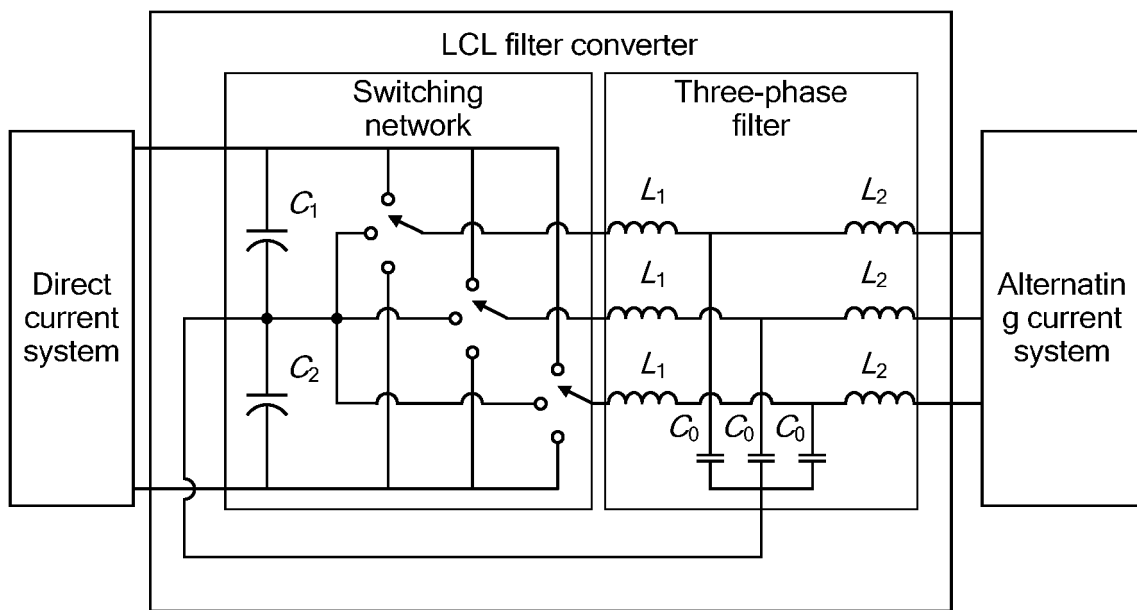 LCL filter converter
Switching
network
Three-phase
filter
Direct
current
system
C1
C2
L1
L2
L1
L2
L1
L2
C0 C0 C0
Alternatin
g current
system